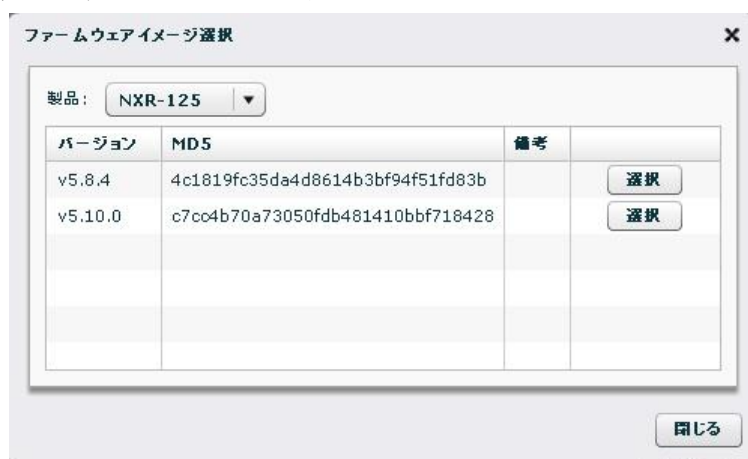 ファームウェアイメージ選択
製品: NXR-125
バージョン MD5 備考
v5.8.4 4c1819fc35da4d8614b3bf94f51fd83b 選択
v5.10.0 c7cc4b70a73050fdb481410bbf718428 選択
閉じる